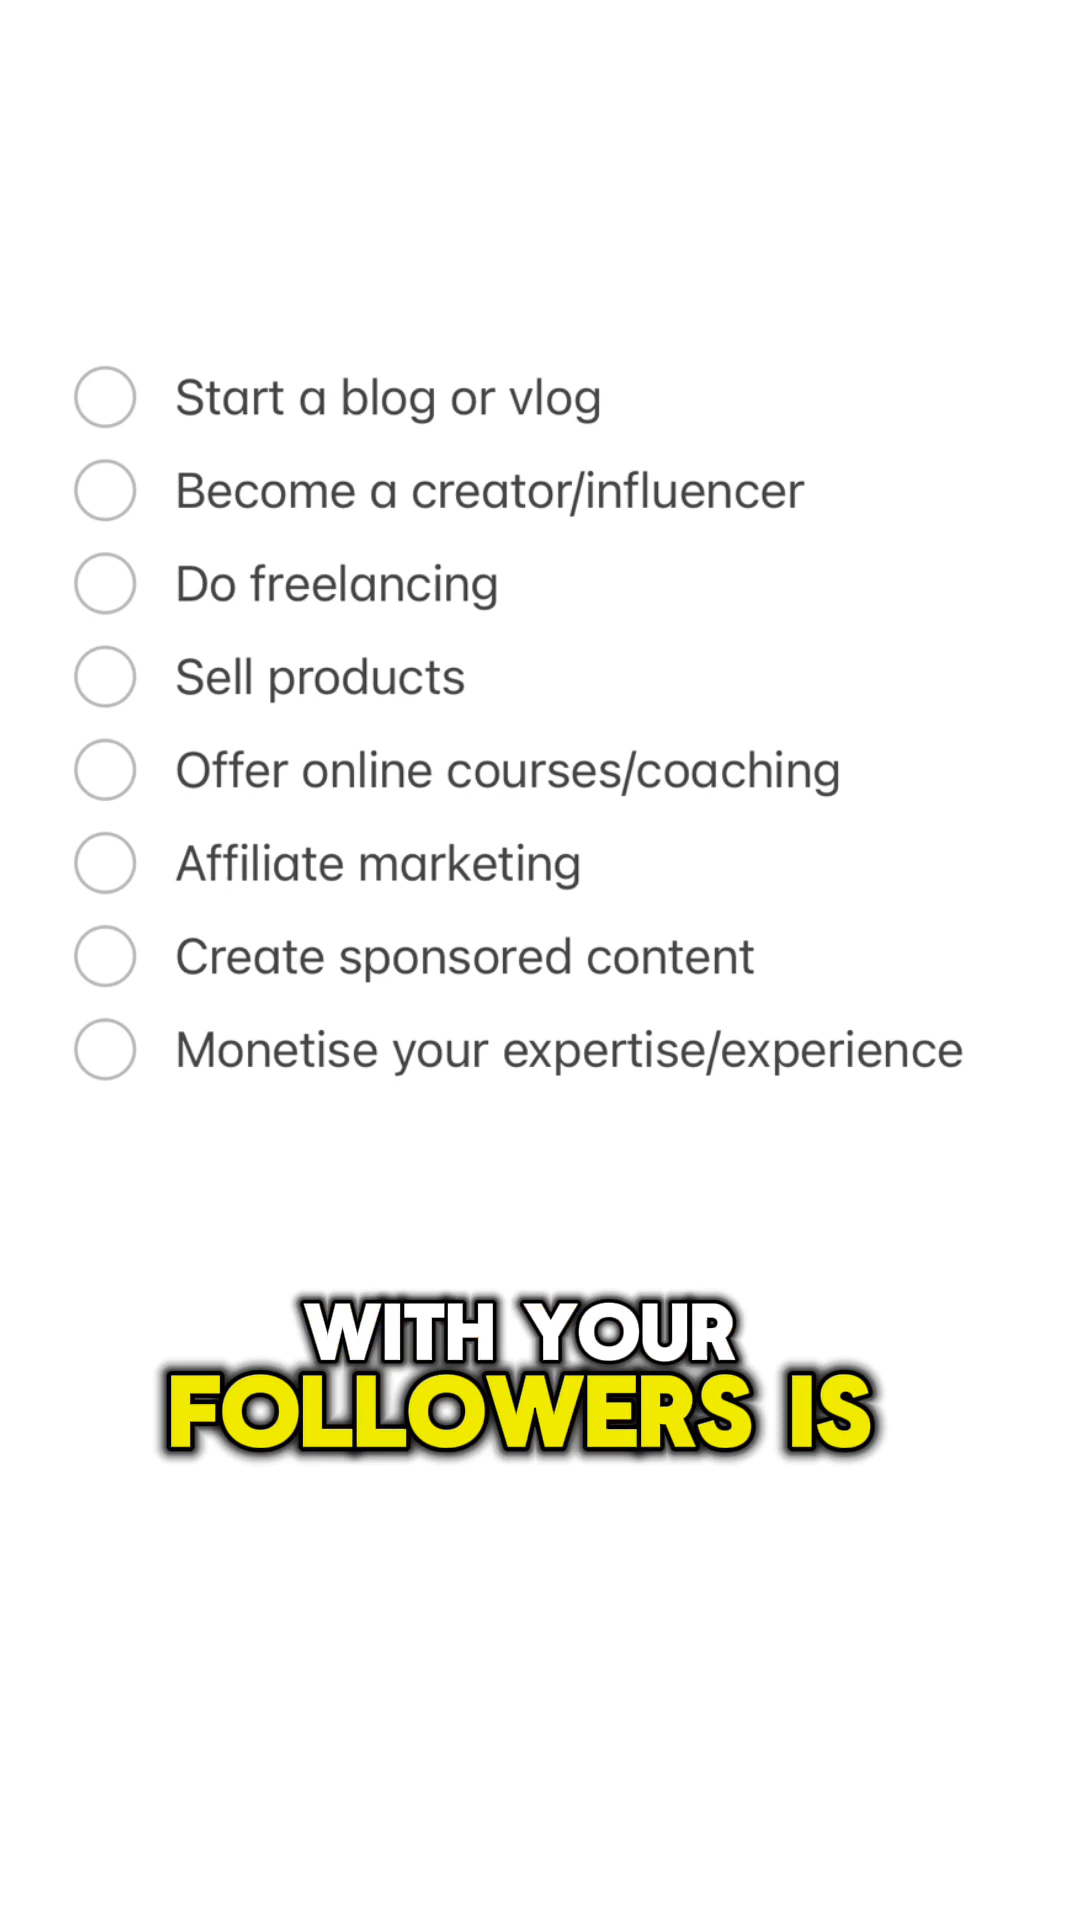 Start a blog or vlog
Become a creator/influencer
Do freelancing
Sell products
Offer online courses/coaching
Affiliate marketing
Create sponsored content
Monetise your expertise/experience
WITH YOUR
FOLLOWERS IS